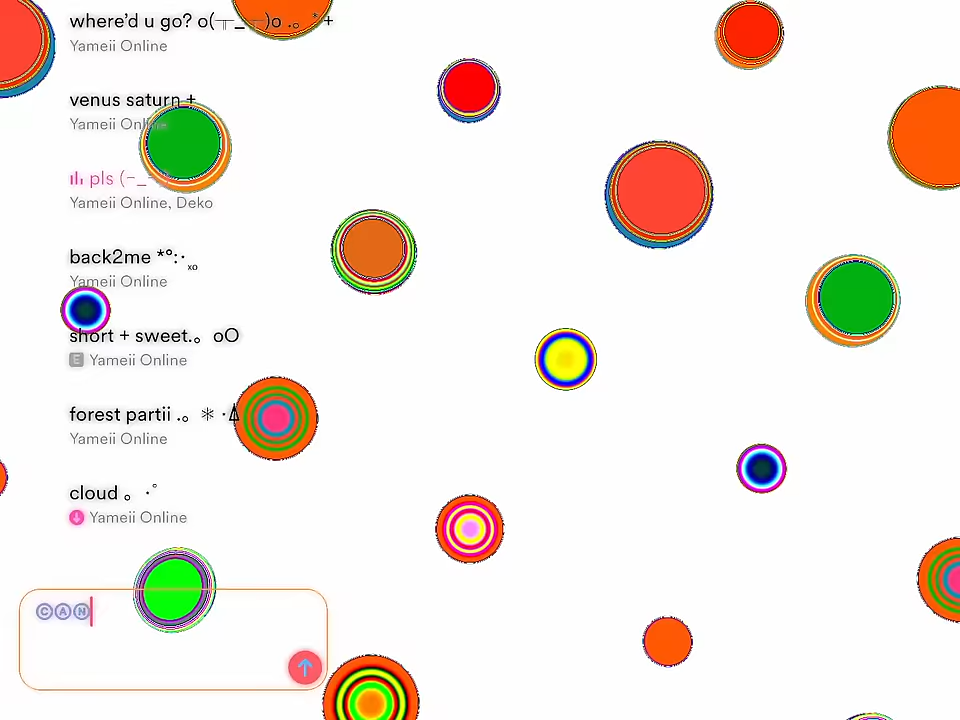 where'd u go? o(╥﹏╥)o .。*̊+
Yameii Online
venus saturn +
Yameii Online
pls (−_−)
Yameii Online, Deko
back2me *°:·ₓₒ
Yameii Online
short + sweet.。oO
E Yameii Online
forest partii .。✳·∆
Yameii Online
cloud 。·˚
Yameii Online
ⒸⒶⓃ